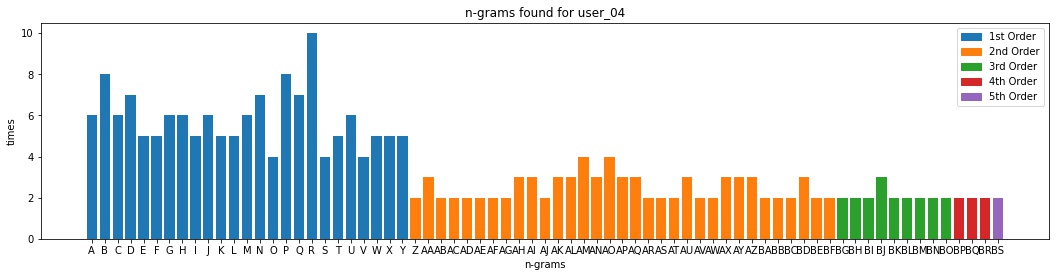 n-grams found for user_04
10
8
6
4
2
0
times
1st Order
2nd Order
3rd Order
4th Order
5th Order
A B C D E F G H I J K L M N O P Q R S T U V W X Y Z AA AB AC AD AE AF AG AH AI AJ AK AL AM AN AO AP AQ AR AS AT AU AV AW AX AY AZ BA BB BC BD BE BF BG BH BI BJ BK BL BM BN BO BP BQ BR BS
n-grams